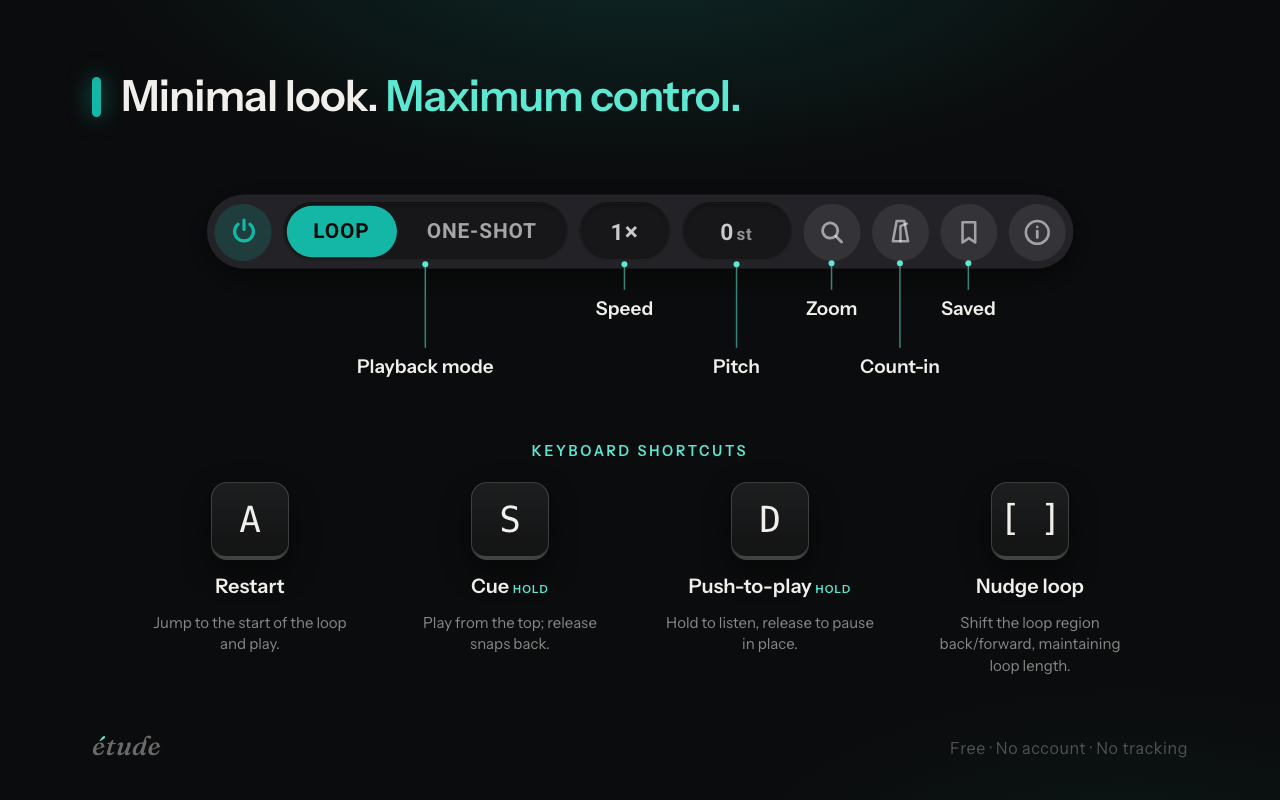 Minimal look. Maximum control.
LOOP ONE-SHOT 1× 0 st
Speed Zoom Saved
Playback mode Pitch Count-in
KEYBOARD SHORTCUTS
A S D [ ]
Restart Cue HOLD Push-to-play HOLD Nudge loop
Jump to the start of the loop
and play.
Play from the top; release
snaps back.
Hold to listen, release to pause
in place.
Shift the loop region
back/forward, maintaining
loop length.
étude
Free · No account · No tracking